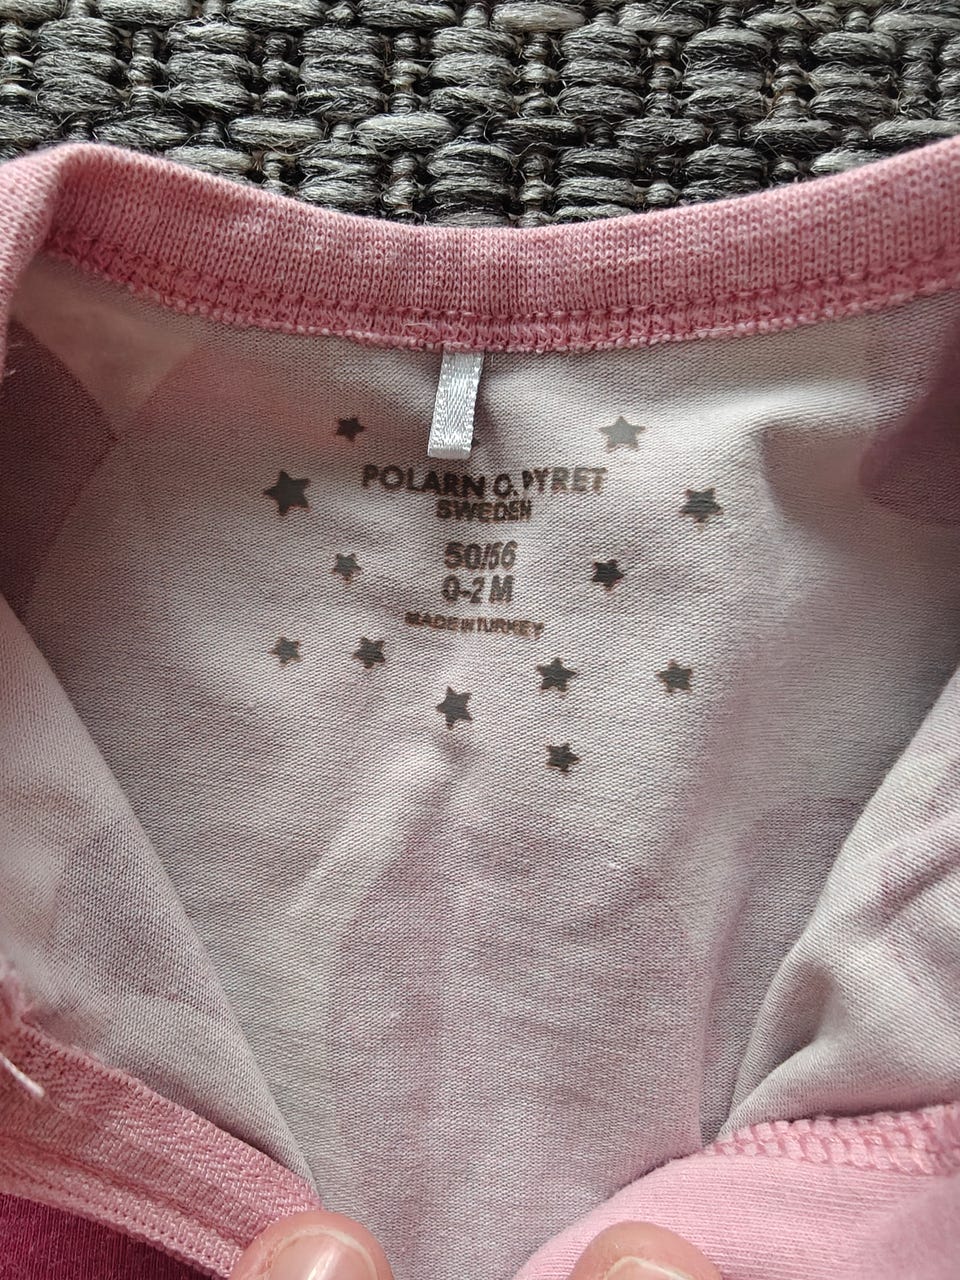 POLARN O. PYRET
SWEDEN
50/56
0-2 M
MADE IN TURKEY